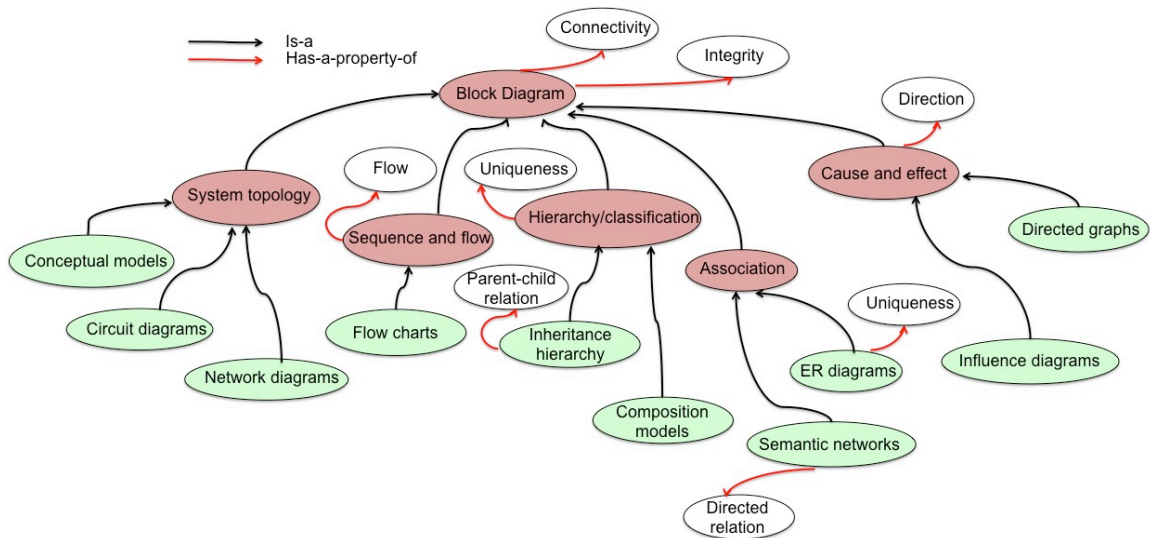 Connectivity
Is-a
Has-a-property-of
Integrity
Block Diagram
Direction
Flow
Uniqueness
Cause and effect
System topology
Hierarchy/classification
Sequence and flow
Directed graphs
Conceptual models
Association
Parent-child
relation
Uniqueness
Circuit diagrams
Flow charts
Inheritance
hierarchy
Influence diagrams
ER diagrams
Network diagrams
Composition
models
Semantic networks
Directed
relation